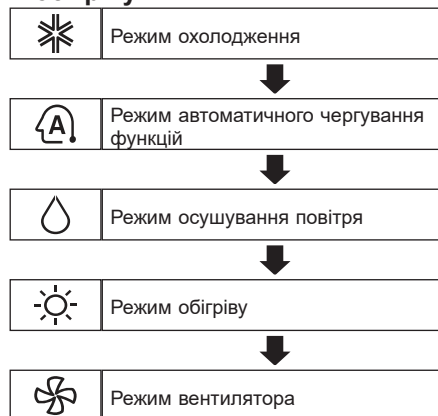 Режим охолодження
A
Режим автоматичного чергування
функцій
Режим осушування повітря
Режим обігріву
Режим вентилятора